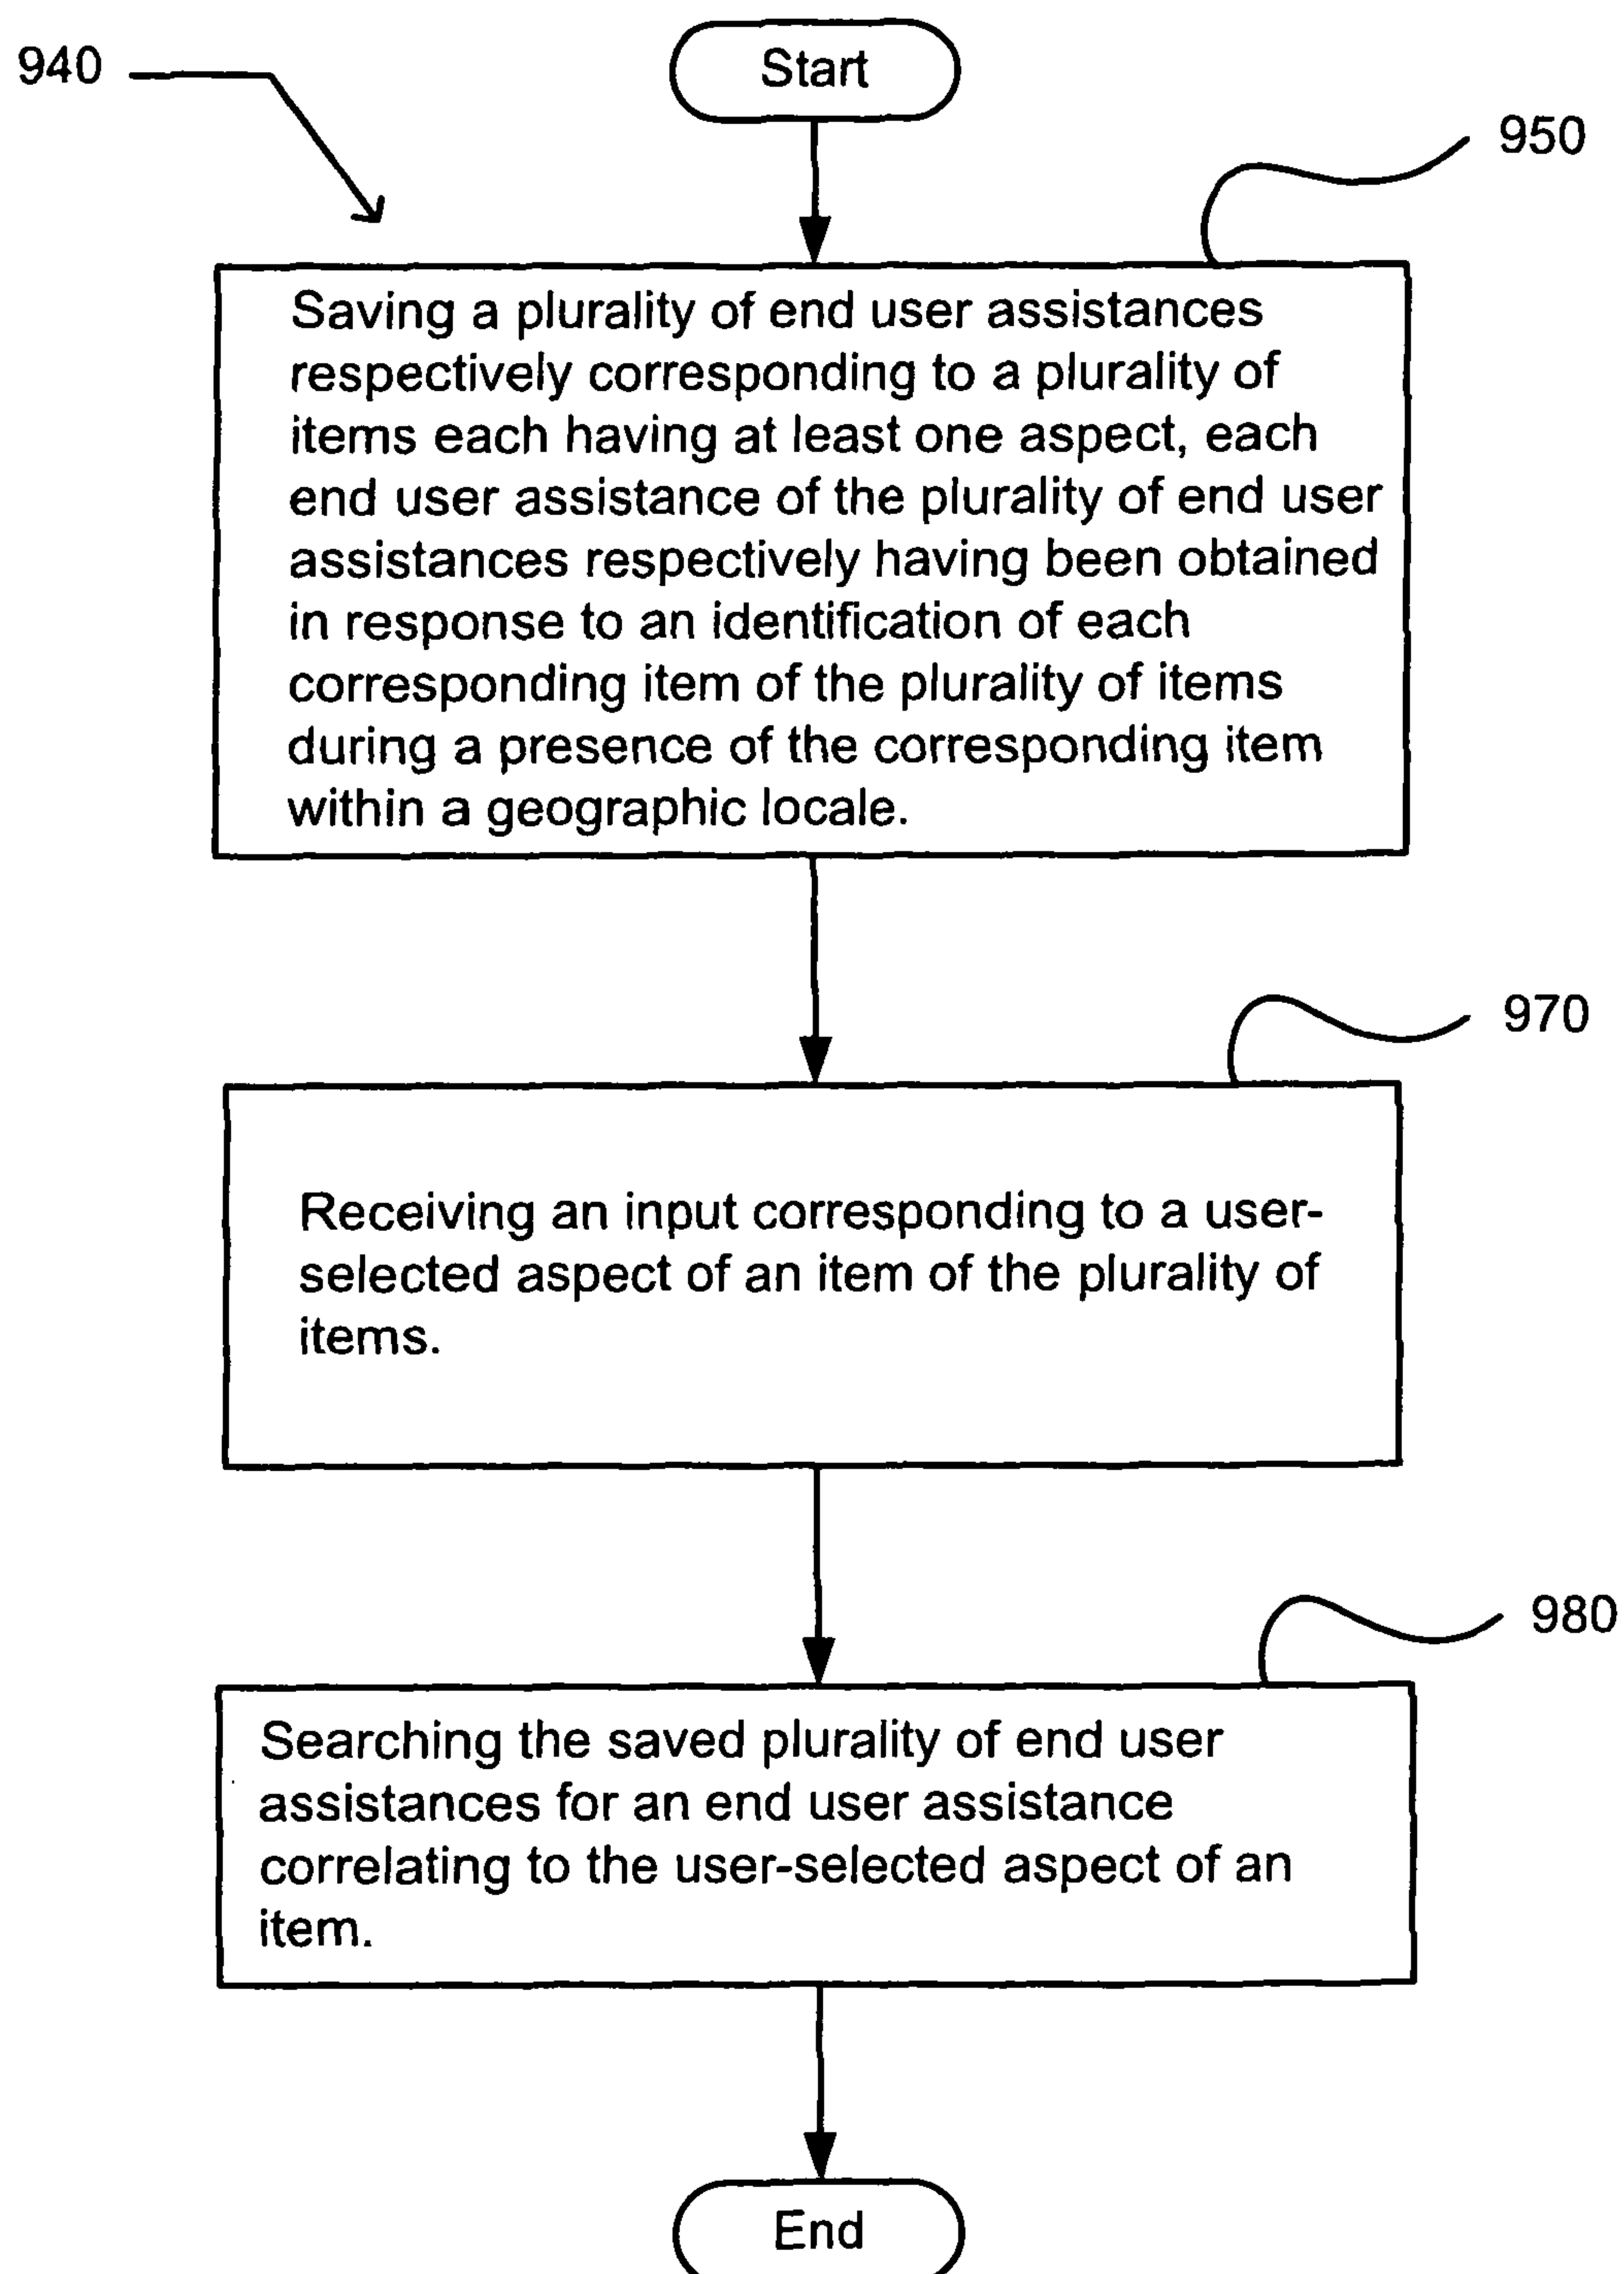 940
Start
950
Saving a plurality of end user assistances
respectively corresponding to a plurality of
items each having at least one aspect, each
end user assistance of the plurality of end user
assistances respectively having been obtained
in response to an identification of each
corresponding item of the plurality of items
during a presence of the corresponding item
within a geographic locale.
970
Receiving an input corresponding to a user-
selected aspect of an item of the plurality of
items.
980
Searching the saved plurality of end user
assistances for an end user assistance
correlating to the user-selected aspect of an
item.
End